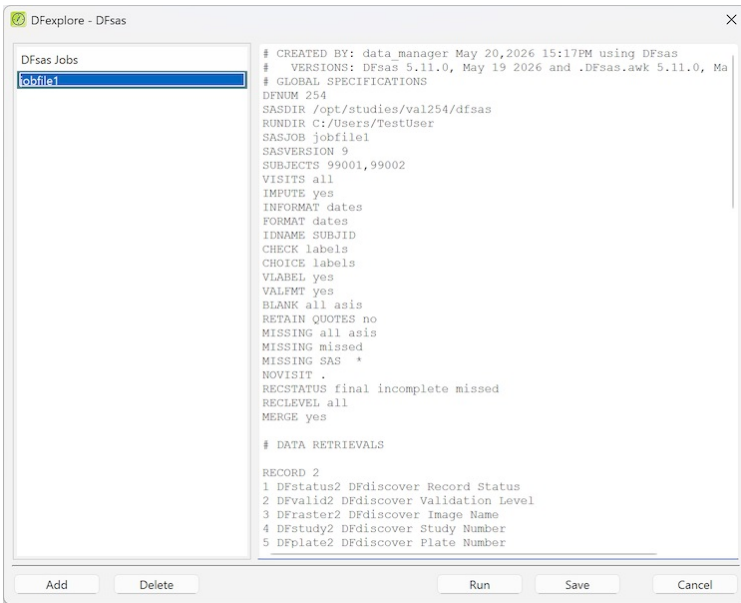 DFexplore - DFsas
DFsas Jobs
jobfile1
# CREATED BY: data_manager May 20,2026 15:17PM using DFsas
#   VERSIONS: DFsas 5.11.0, May 19 2026 and .DFsas.awk 5.11.0, Ma
# GLOBAL SPECIFICATIONS
DFNUM 254
SASDIR /opt/studies/val254/dfsas
RUNDIR C:/Users/TestUser
SASJOB jobfile1
SASVERSION 9
SUBJECTS 99001,99002
VISITS all
IMPUTE yes
INFORMAT dates
FORMAT dates
IDNAME SUBJID
CHECK labels
CHOICE labels
VLABEL yes
VALFMT yes
BLANK all asis
RETAIN QUOTES no
MISSING all asis
MISSING missed
MISSING SAS  *
NOVISIT .
RECSTATUS final incomplete missed
RECLEVEL all
MERGE yes
# DATA RETRIEVALS
RECORD 2
1 DFstatus2 DFdiscover Record Status
2 DFvalid2 DFdiscover Validation Level
3 DFraster2 DFdiscover Image Name
4 DFstudy2 DFdiscover Study Number
5 DFplate2 DFdiscover Plate Number
Add
Delete
Run
Save
Cancel